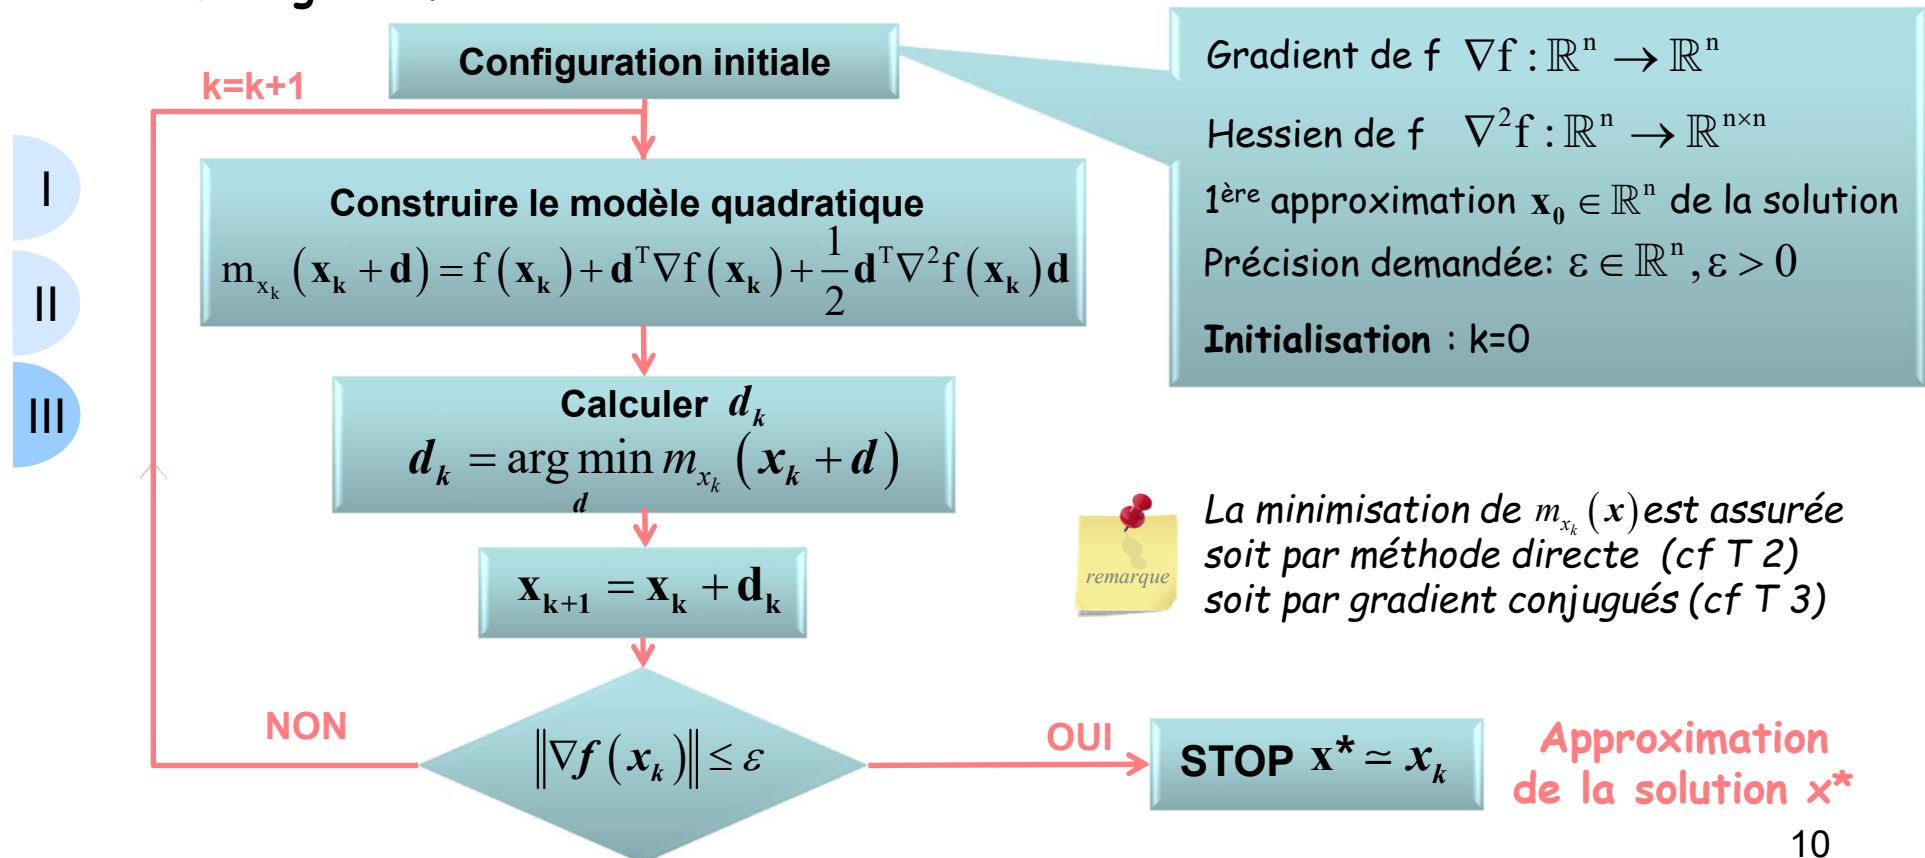 Configuration initiale
k=k+1
Gradient de f ∇f : ℝⁿ → ℝⁿ
Hessien de f ∇²f : ℝⁿ → ℝⁿˣⁿ
1ère approximation x₀ ∈ ℝⁿ de la solution
Précision demandée: ε ∈ ℝⁿ, ε > 0
Initialisation : k=0
I
II
III
Construire le modèle quadratique
m_{x_k}(x_k + d) = f(x_k) + dᵀ∇f(x_k) + 1/2 dᵀ∇²f(x_k)d
Calculer d_k
d_k = arg min_d m_{x_k}(x_k + d)
x_{k+1} = x_k + d_k
remarque
La minimisation de m_{x_k}(x) est assurée
soit par méthode directe (cf T 2)
soit par gradient conjugués (cf T 3)
NON
‖∇f(x_k)‖ ≤ ε
OUI
STOP x* ≃ x_k
Approximation
de la solution x*
10